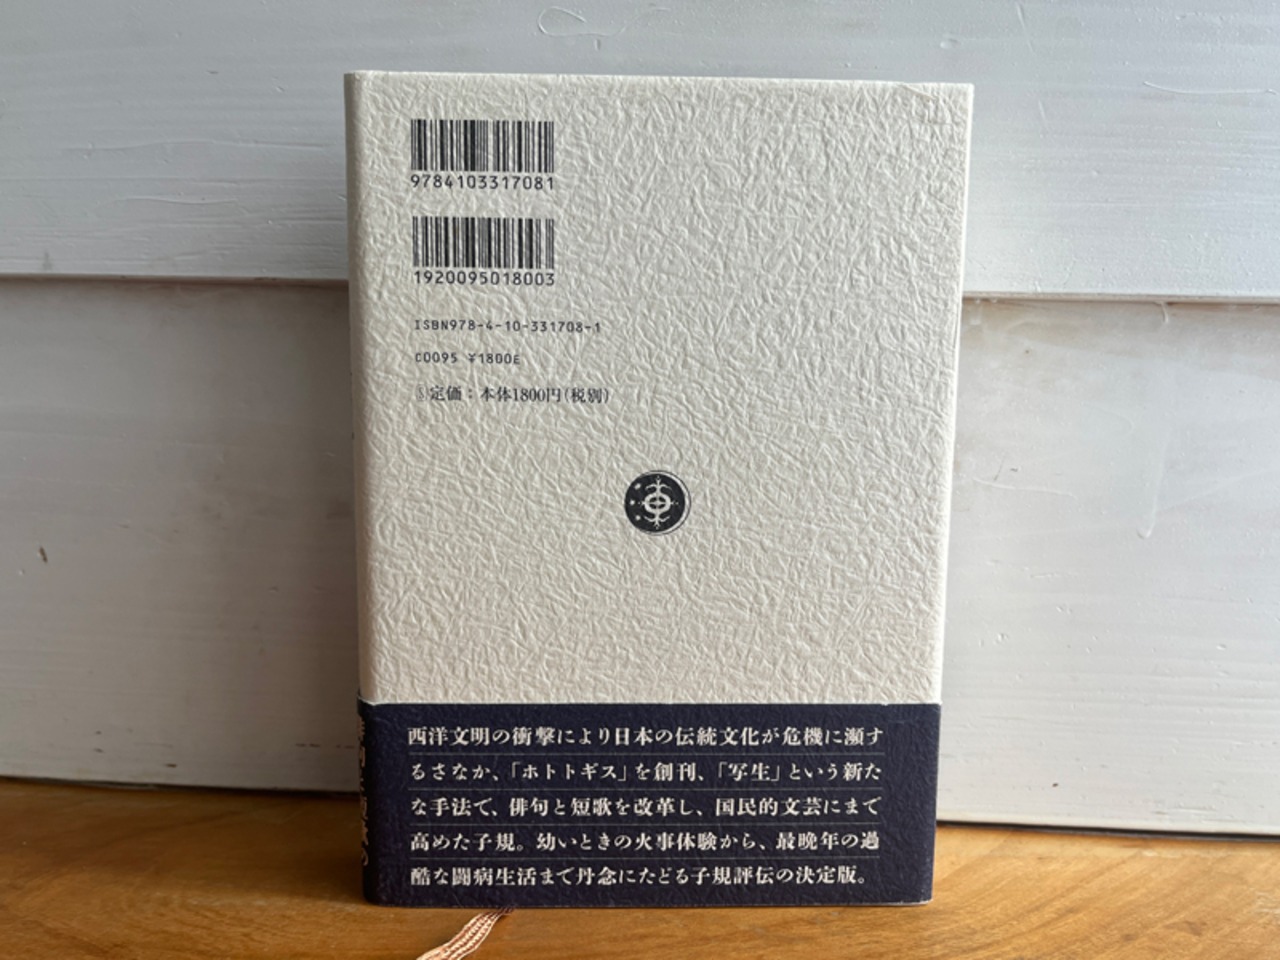 9784103317081
1920095018003
ISBN978-4-10-331708-1
C0095 ¥1800E
Ⓢ定価：本体1800円(税別)
西洋文明の衝撃により日本の伝統文化が危機に瀕す
るさなか、「ホトトギス」を創刊、「写生」という新た
な手法で、俳句と短歌を改革し、国民的文芸にまで
高めた子規。幼いときの火事体験から、最晩年の過
酷な闘病生活まで丹念にたどる子規評伝の決定版。